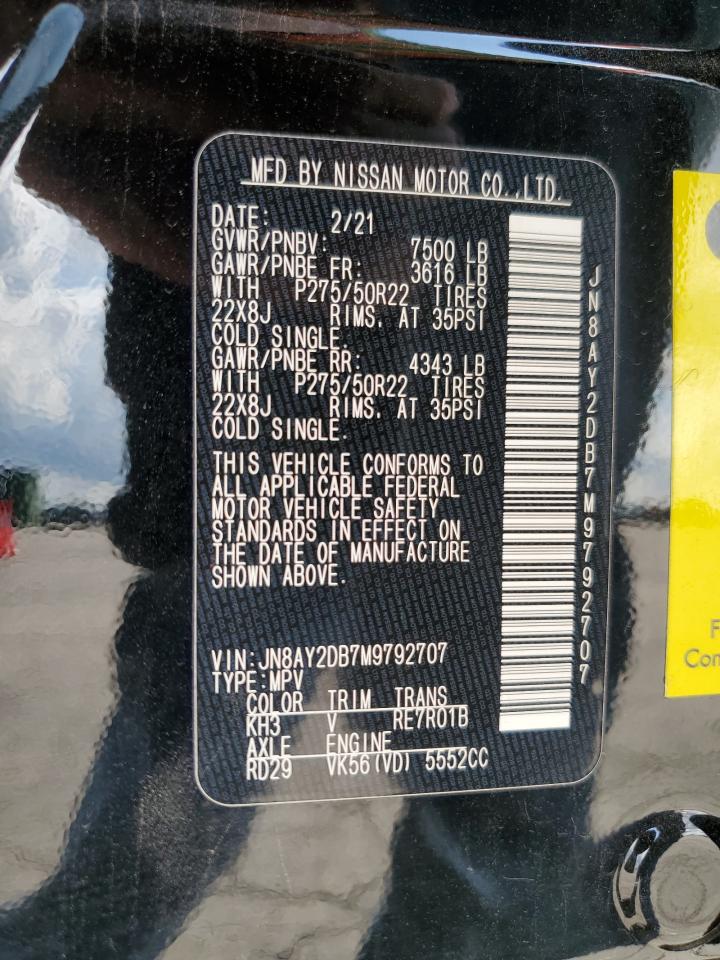 MFD BY NISSAN MOTOR CO.,LTD.
DATE: 2/21
GVWR/PNBV: 7500 LB
GAWR/PNBE FR: 3616 LB
WITH P275/50R22 TIRES
22X8J RIMS. AT 35PSI
COLD SINGLE.
GAWR/PNBE RR: 4343 LB
WITH P275/50R22 TIRES
22X8J RIMS. AT 35PSI
COLD SINGLE.
THIS VEHICLE CONFORMS TO
ALL APPLICABLE FEDERAL
MOTOR VEHICLE SAFETY
STANDARDS IN EFFECT ON
THE DATE OF MANUFACTURE
SHOWN ABOVE.
VIN:JN8AY2DB7M9792707
TYPE:MPV
COLOR TRIM TRANS
KH3 V RE7R01B
AXLE ENGINE
RD29 VK56(VD) 5552CC
JN8AY2DB7M9792707